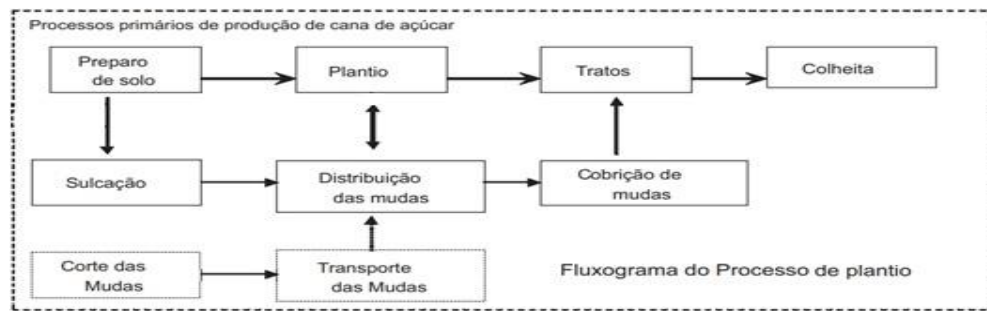 Processos primários de produção de cana de açúcar
Preparo
de solo
Plantio
Tratos
Colheita
Sulcação
Distribuição
das mudas
Cobrição de
mudas
Corte das
Mudas
Transporte
das Mudas
Fluxograma do Processo de plantio